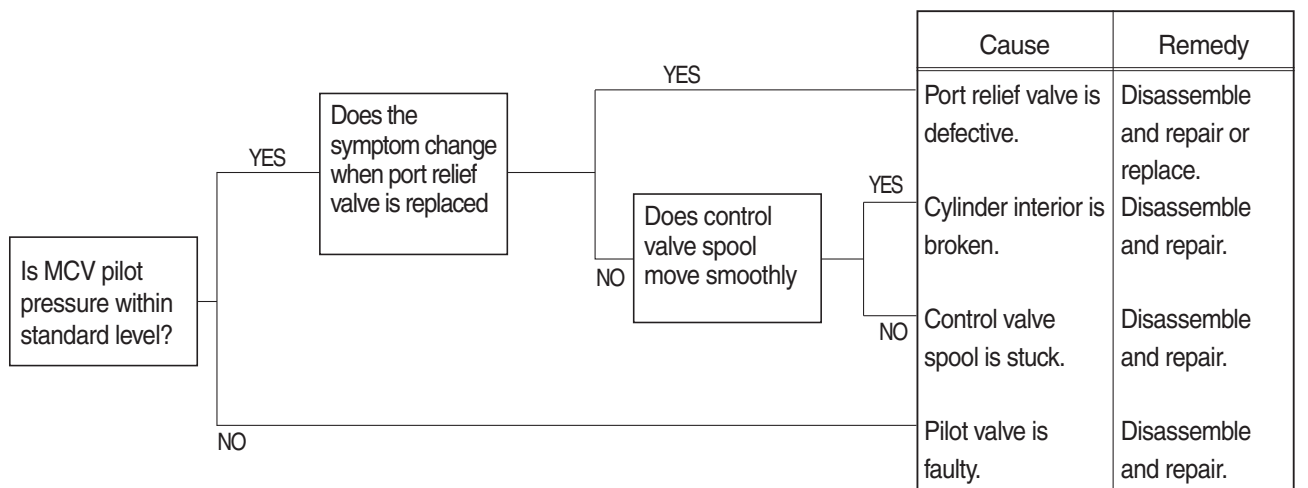 Cause
Remedy
YES
Port relief valve is
defective.
Disassemble
and repair or
replace.
Does the
symptom change
when port relief
valve is replaced
YES
YES
Does control
valve spool
move smoothly
Cylinder interior is
broken.
Disassemble
and repair.
Is MCV pilot
pressure within
standard level?
NO
NO
Control valve
spool is stuck.
Disassemble
and repair.
NO
Pilot valve is
faulty.
Disassemble
and repair.